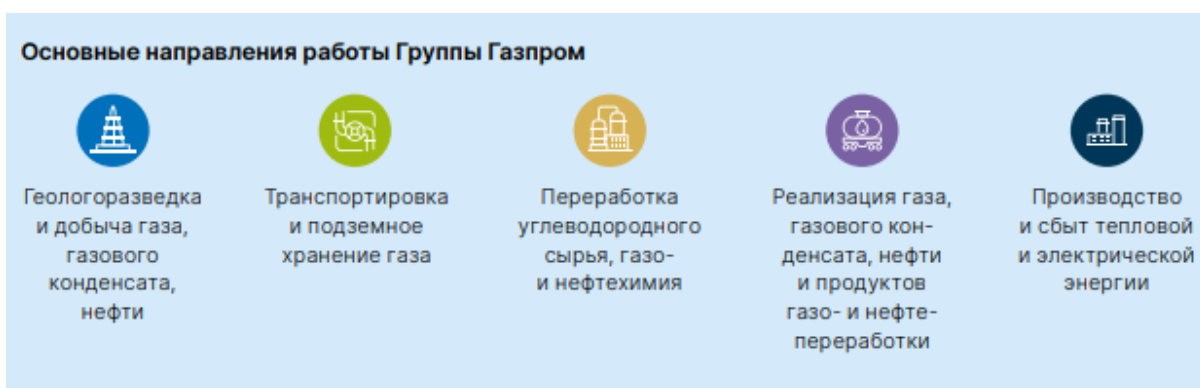 Основные направления работы Группы Газпром
Геологоразведка
и добыча газа,
газового
конденсата,
нефти
Транспортировка
и подземное
хранение газа
Переработка
углеводородного
сырья, газо-
и нефтехимия
Реализация газа,
газового кон-
денсата, нефти
и продуктов
газо- и нефте-
переработки
Производство
и сбыт тепловой
и электрической
энергии